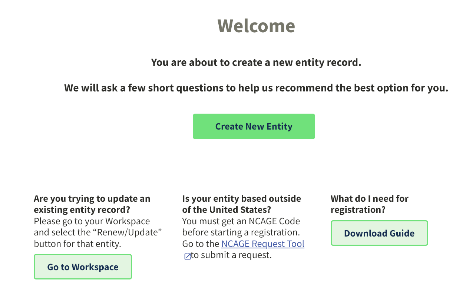 Welcome
You are about to create a new entity record.
We will ask a few short questions to help us recommend the best option for you.
Create New Entity
Are you trying to update an
existing entity record?
Please go to your Workspace
and select the "Renew/Update"
button for that entity.
Go to Workspace
Is your entity based outside
of the United States?
You must get an NCAGE Code
before starting a registration.
Go to the NCAGE Request Tool
to submit a request.
What do I need for
registration?
Download Guide